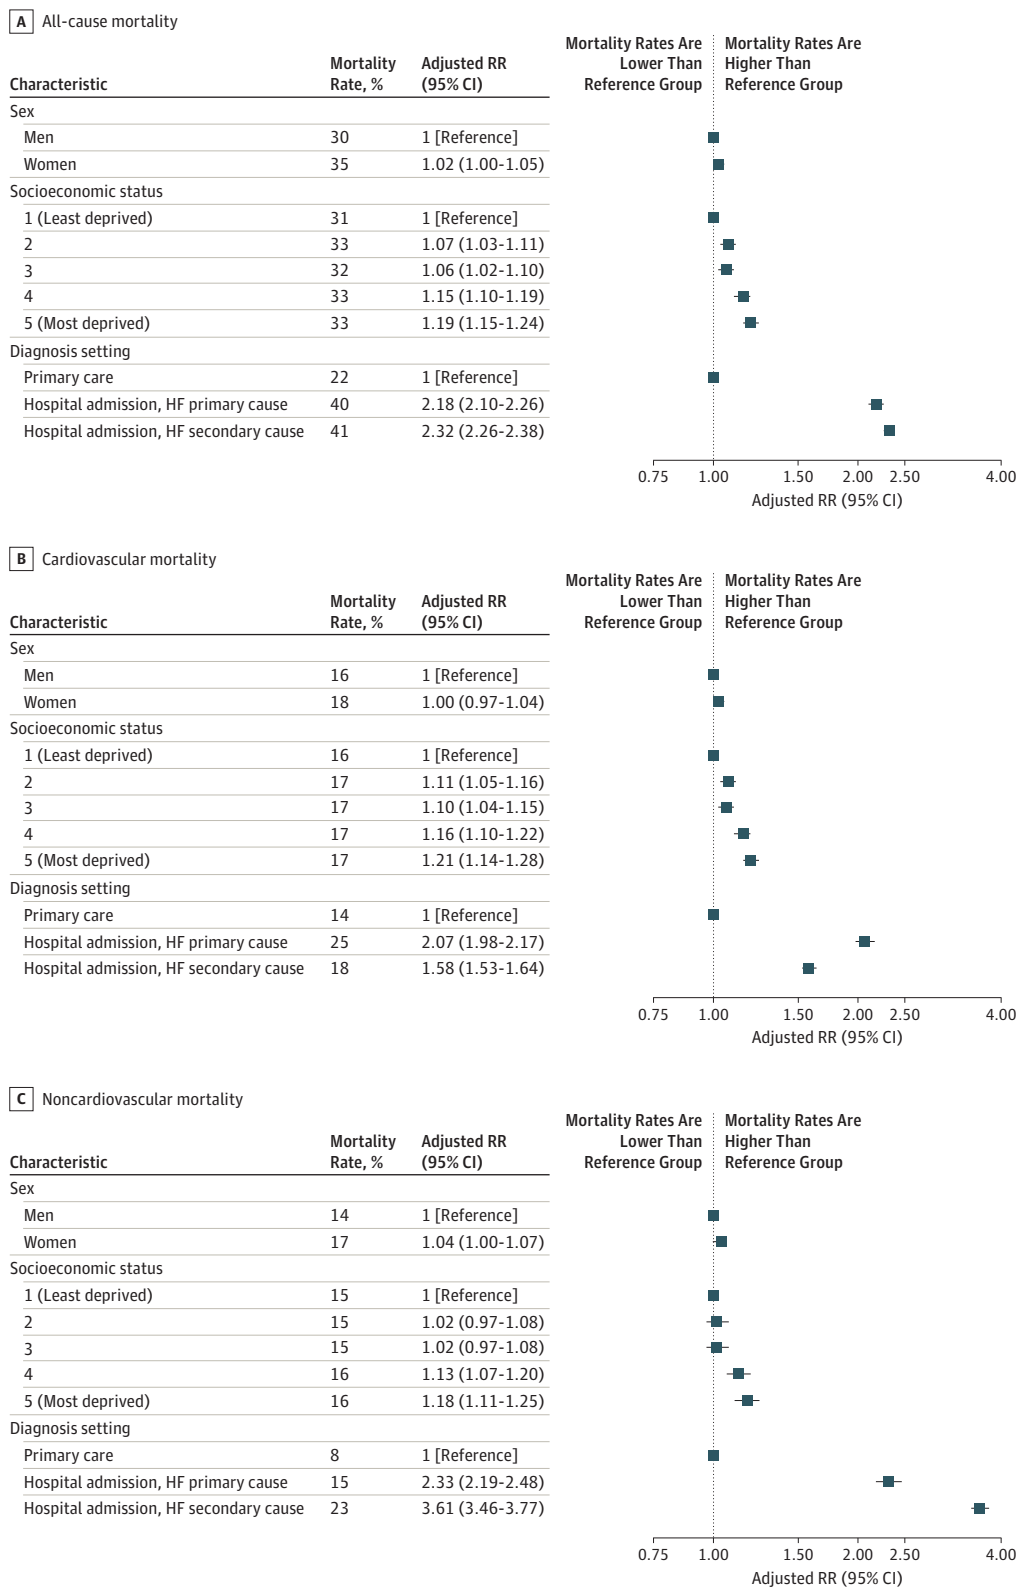 A All-cause mortality
Mortality Rates Are Lower Than Reference Group
Mortality Rates Are Higher Than Reference Group
Characteristic Mortality Rate, % Adjusted RR (95% CI)
Sex
Men 30 1 [Reference]
Women 35 1.02 (1.00-1.05)
Socioeconomic status
1 (Least deprived) 31 1 [Reference]
2 33 1.07 (1.03-1.11)
3 32 1.06 (1.02-1.10)
4 33 1.15 (1.10-1.19)
5 (Most deprived) 33 1.19 (1.15-1.24)
Diagnosis setting
Primary care 22 1 [Reference]
Hospital admission, HF primary cause 40 2.18 (2.10-2.26)
Hospital admission, HF secondary cause 41 2.32 (2.26-2.38)
0.75 1.00 1.50 2.00 2.50 4.00
Adjusted RR (95% CI)
B Cardiovascular mortality
Mortality Rates Are Lower Than Reference Group
Mortality Rates Are Higher Than Reference Group
Characteristic Mortality Rate, % Adjusted RR (95% CI)
Sex
Men 16 1 [Reference]
Women 18 1.00 (0.97-1.04)
Socioeconomic status
1 (Least deprived) 16 1 [Reference]
2 17 1.11 (1.05-1.16)
3 17 1.10 (1.04-1.15)
4 17 1.16 (1.10-1.22)
5 (Most deprived) 17 1.21 (1.14-1.28)
Diagnosis setting
Primary care 14 1 [Reference]
Hospital admission, HF primary cause 25 2.07 (1.98-2.17)
Hospital admission, HF secondary cause 18 1.58 (1.53-1.64)
0.75 1.00 1.50 2.00 2.50 4.00
Adjusted RR (95% CI)
C Noncardiovascular mortality
Mortality Rates Are Lower Than Reference Group
Mortality Rates Are Higher Than Reference Group
Characteristic Mortality Rate, % Adjusted RR (95% CI)
Sex
Men 14 1 [Reference]
Women 17 1.04 (1.00-1.07)
Socioeconomic status
1 (Least deprived) 15 1 [Reference]
2 15 1.02 (0.97-1.08)
3 15 1.02 (0.97-1.08)
4 16 1.13 (1.07-1.20)
5 (Most deprived) 16 1.18 (1.11-1.25)
Diagnosis setting
Primary care 8 1 [Reference]
Hospital admission, HF primary cause 15 2.33 (2.19-2.48)
Hospital admission, HF secondary cause 23 3.61 (3.46-3.77)
0.75 1.00 1.50 2.00 2.50 4.00
Adjusted RR (95% CI)